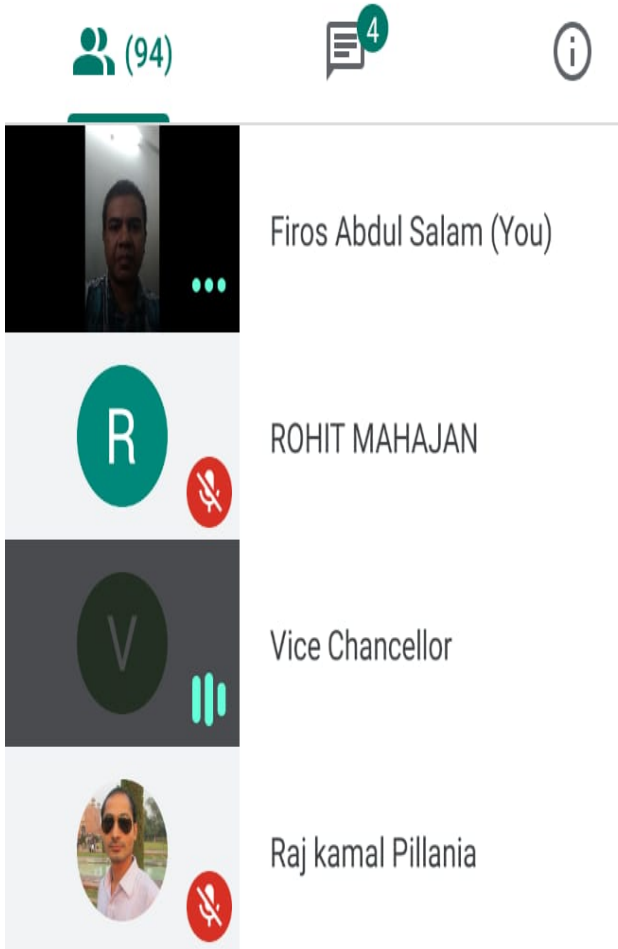 (94)
4
Firos Abdul Salam (You)
R
ROHIT MAHAJAN
V
Vice Chancellor
Raj kamal Pillania